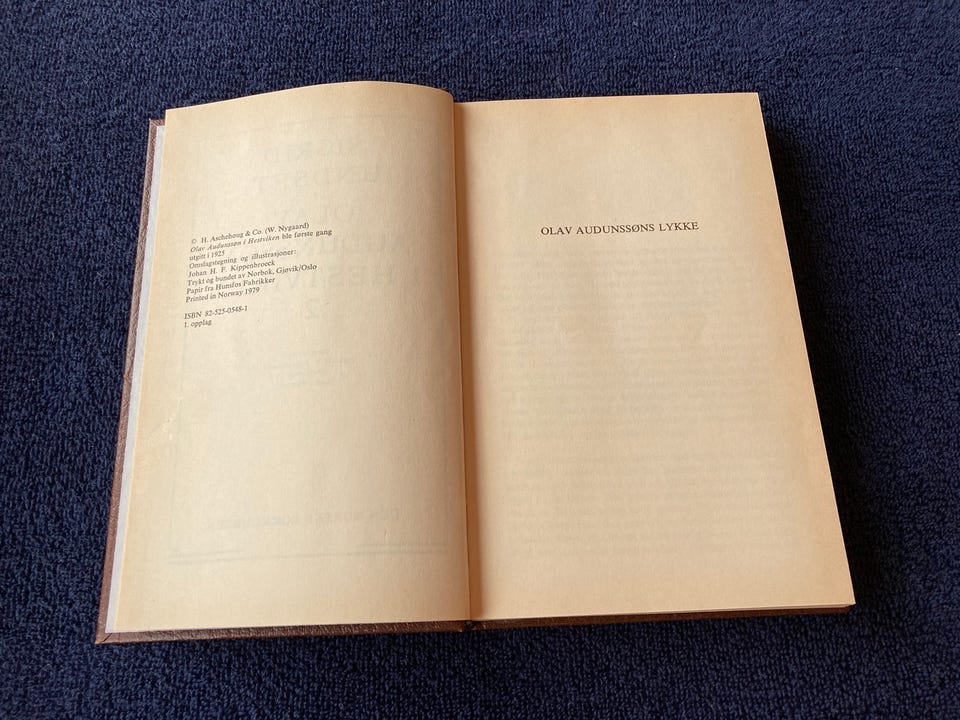 © H. Aschehoug & Co. (W. Nygaard)
Olav Audunssøn i Hestviken ble første gang
utgitt i 1925
Omslagstegning og illustrasjoner:
Johan H. F. Kippenbroeck
Trykt og bundet av Norbok, Gjøvik/Oslo
Papir fra Hunsfos Fabrikker
Printed in Norway 1979
ISBN 82-525-0548-1
1. opplag
OLAV AUDUNSSØNS LYKKE